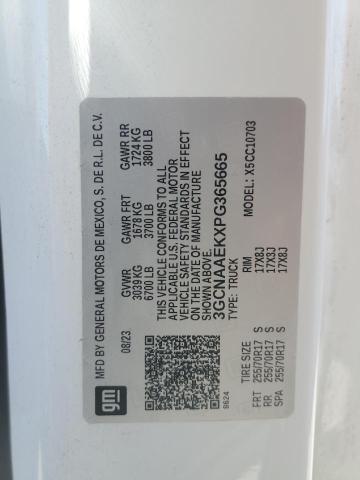 MFD BY GENERAL MOTORS DE MEXICO, S. DE R.L. DE C.V.
08/23 GVWR GAWR FRT GAWR RR
3039 KG 1678 KG 1724 KG
6700 LB 3700 LB 3800 LB
THIS VEHICLE CONFORMS TO ALL
APPLICABLE U.S. FEDERAL MOTOR
VEHICLE SAFETY STANDARDS IN EFFECT
ON THE DATE OF MANUFACTURE
SHOWN ABOVE.
3GCNAAEKXPG365665
TYPE: TRUCK MODEL: X5CC10703
gm
9624
TIRE SIZE RIM
FRT 255/70R17 S 17X8J
RR 255/70R17 S 17X8J
SPA 255/70R17 S 17X8J